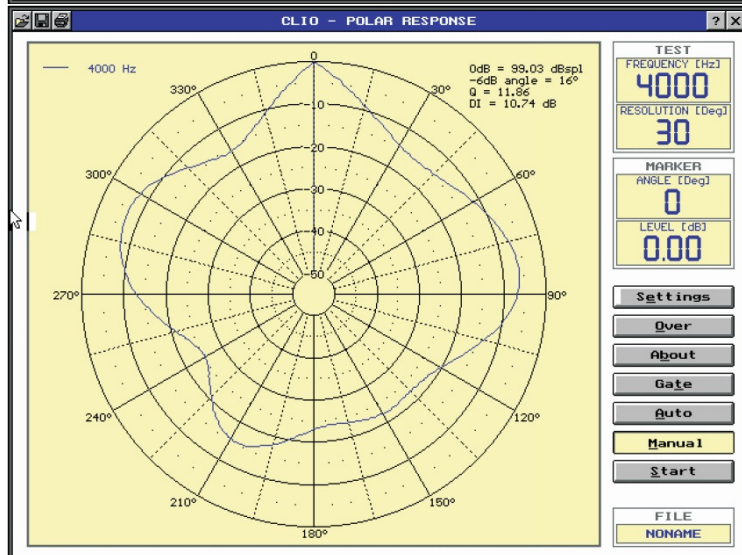 CLIO - POLAR RESPONSE
? X
4000 Hz
0dB = 99.03 dBspl
-6dB angle = 16°
Q = 11.86
DI = 10.74 dB
0
330°
30°
-10
-20
300°
60°
-30
-40
-50
270°
90°
240°
120°
210°
150°
180°
TEST
FREQUENCY [Hz]
4000
RESOLUTION [Deg]
30
MARKER
ANGLE [Deg]
0
LEVEL [dB]
0.00
Settings
Over
About
Gate
Auto
Manual
Start
FILE
NONAME